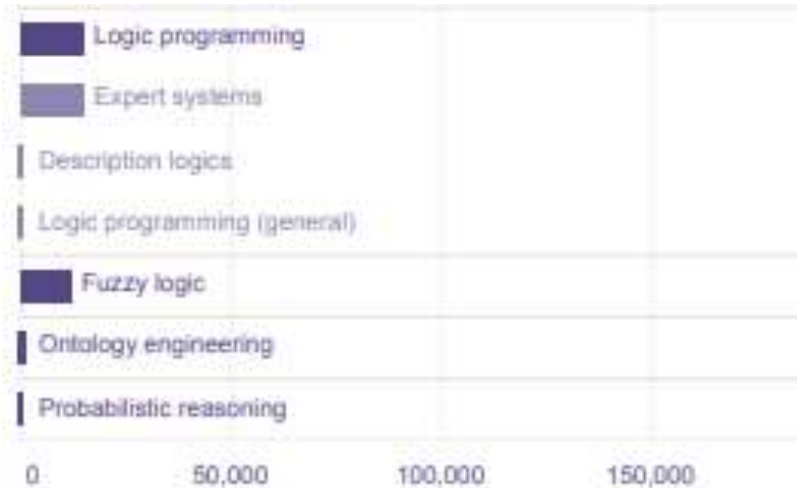 Logic programming
Expert systems
Description logics
Logic programming (general)
Fuzzy logic
Ontology engineering
Probabilistic reasoning
0 50,000 100,000 150,000